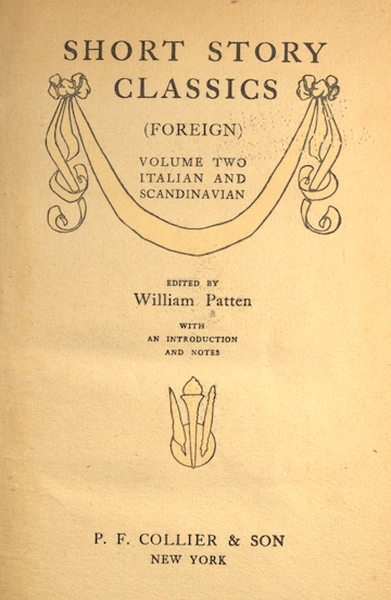 SHORT STORY
CLASSICS
(FOREIGN)
VOLUME TWO
ITALIAN AND
SCANDINAVIAN
EDITED BY
William Patten
WITH
AN INTRODUCTION
AND NOTES
P. F. COLLIER & SON
NEW YORK